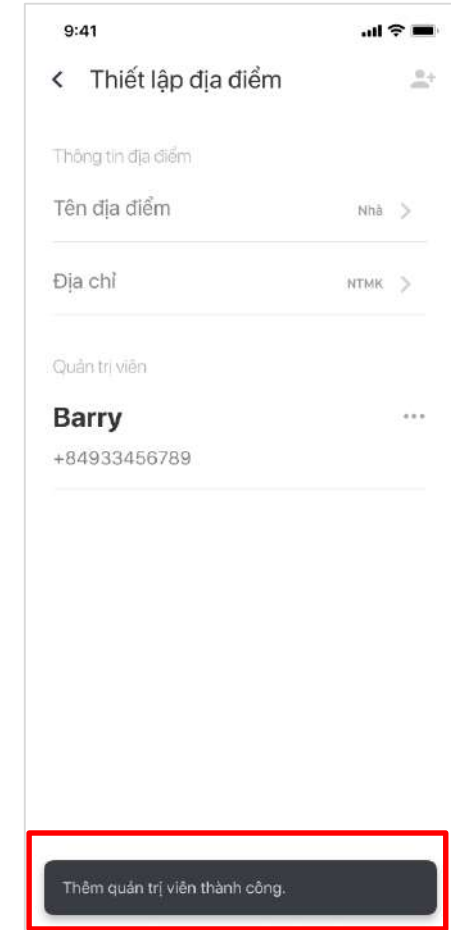 9:41
Thiết lập địa điểm
Thông tin địa điểm
Tên địa điểm
Nhà
Địa chỉ
NTMK
Quản trị viên
Barry
+84933456789
Thêm quản trị viên thành công.